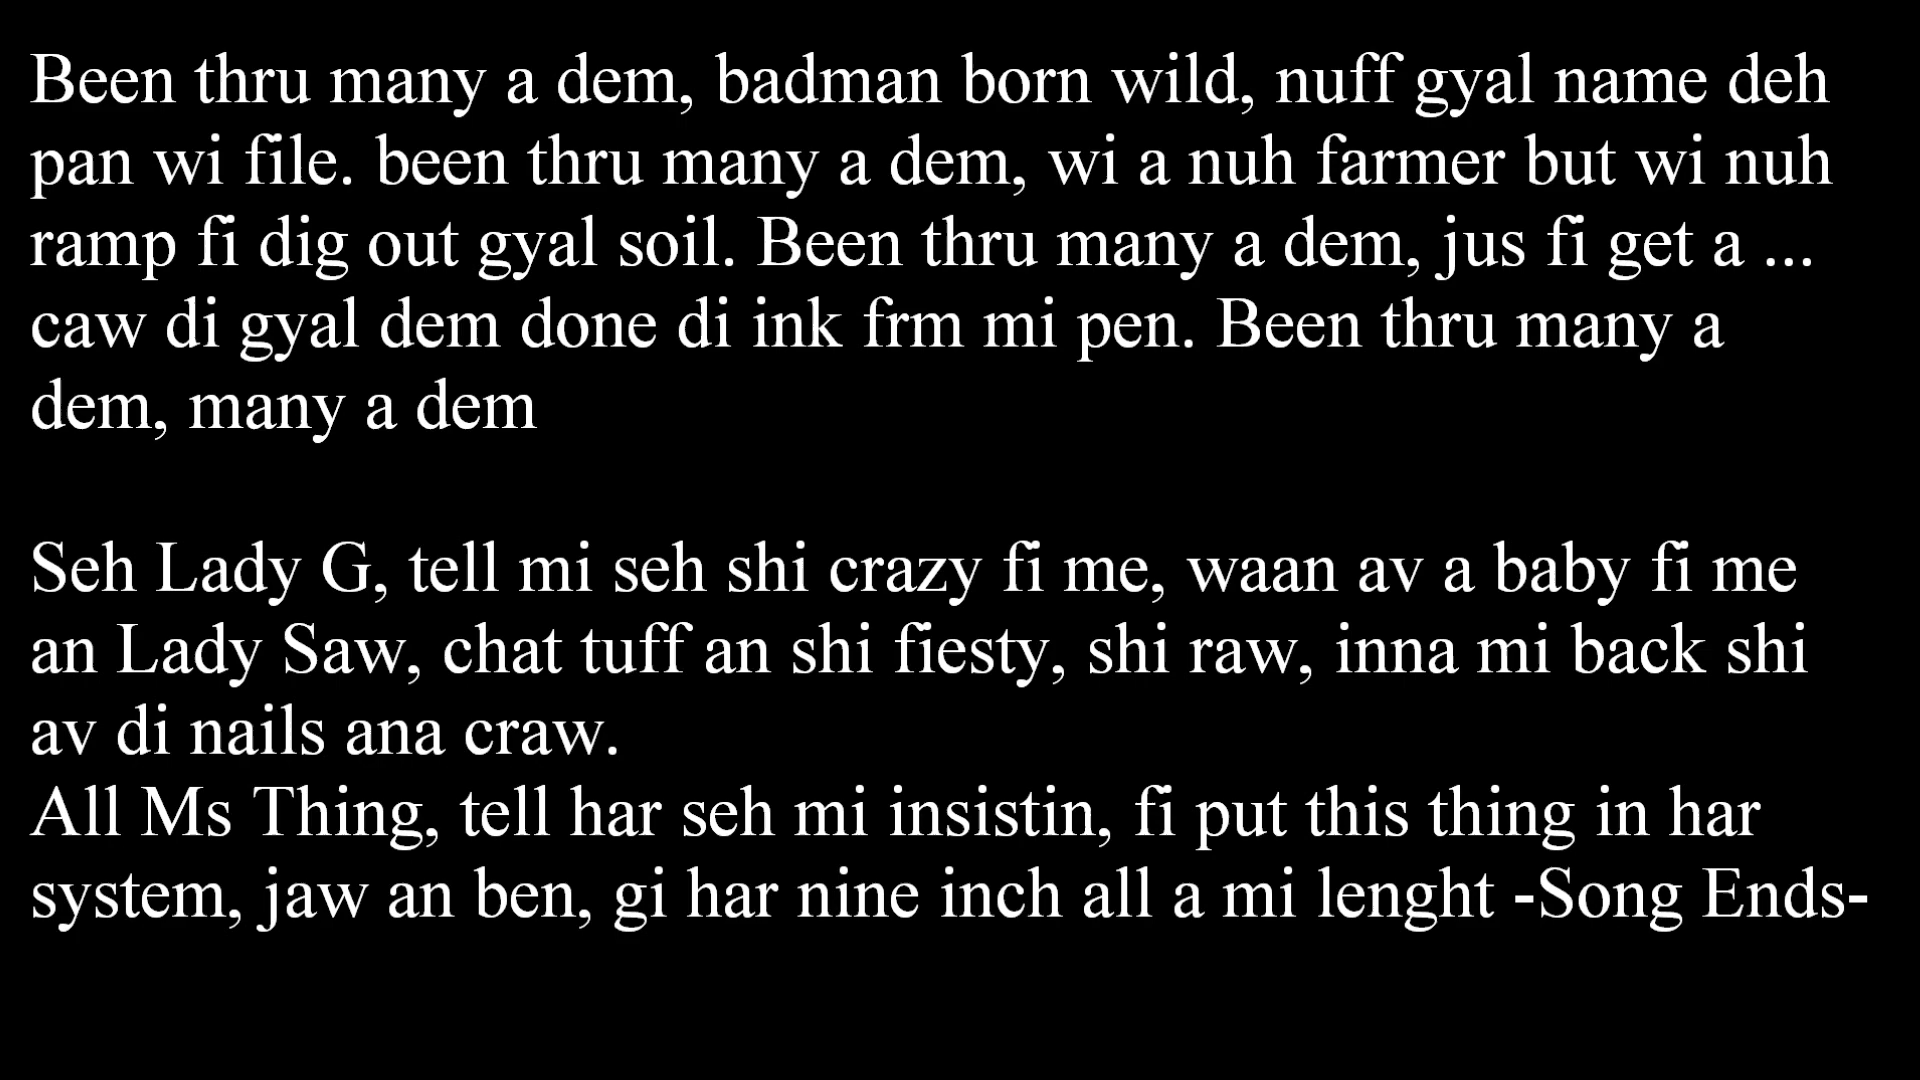 Been thru many a dem, badman born wild, nuff gyal name deh
pan wi file. been thru many a dem, wi a nuh farmer but wi nuh
ramp fi dig out gyal soil. Been thru many a dem, jus fi get a ...
caw di gyal dem done di ink frm mi pen. Been thru many a
dem, many a dem

Seh Lady G, tell mi seh shi crazy fi me, waan av a baby fi me
an Lady Saw, chat tuff an shi fiesty, shi raw, inna mi back shi
av di nails ana craw.
All Ms Thing, tell har seh mi insistin, fi put this thing in har
system, jaw an ben, gi har nine inch all a mi lenght -Song Ends-